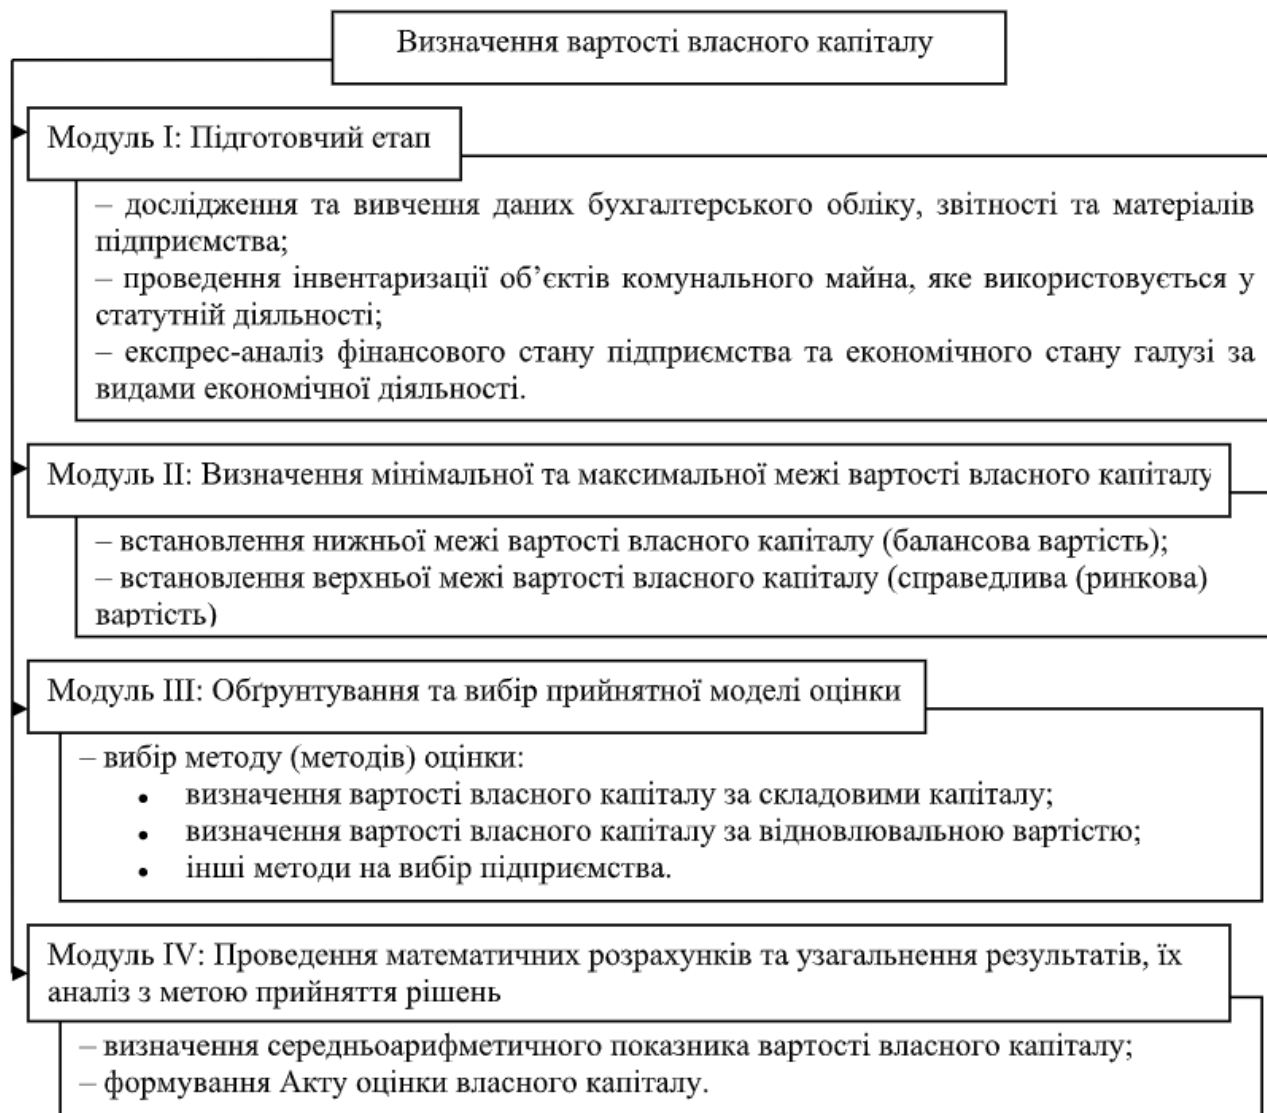 Визначення вартості власного капіталу
Модуль І: Підготовчий етап
– дослідження та вивчення даних бухгалтерського обліку, звітності та матеріалів
підприємства;
– проведення інвентаризації об’єктів комунального майна, яке використовується у
статутній діяльності;
– експрес-аналіз фінансового стану підприємства та економічного стану галузі за
видами економічної діяльності.
Модуль ІІ: Визначення мінімальної та максимальної межі вартості власного капіталу
– встановлення нижньої межі вартості власного капіталу (балансова вартість);
– встановлення верхньої межі вартості власного капіталу (справедлива (ринкова)
вартість)
Модуль ІІІ: Обґрунтування та вибір прийнятної моделі оцінки
– вибір методу (методів) оцінки:
• визначення вартості власного капіталу за складовими капіталу;
• визначення вартості власного капіталу за відновлювальною вартістю;
• інші методи на вибір підприємства.
Модуль IV: Проведення математичних розрахунків та узагальнення результатів, їх
аналіз з метою прийняття рішень
– визначення середньоарифметичного показника вартості власного капіталу;
– формування Акту оцінки власного капіталу.